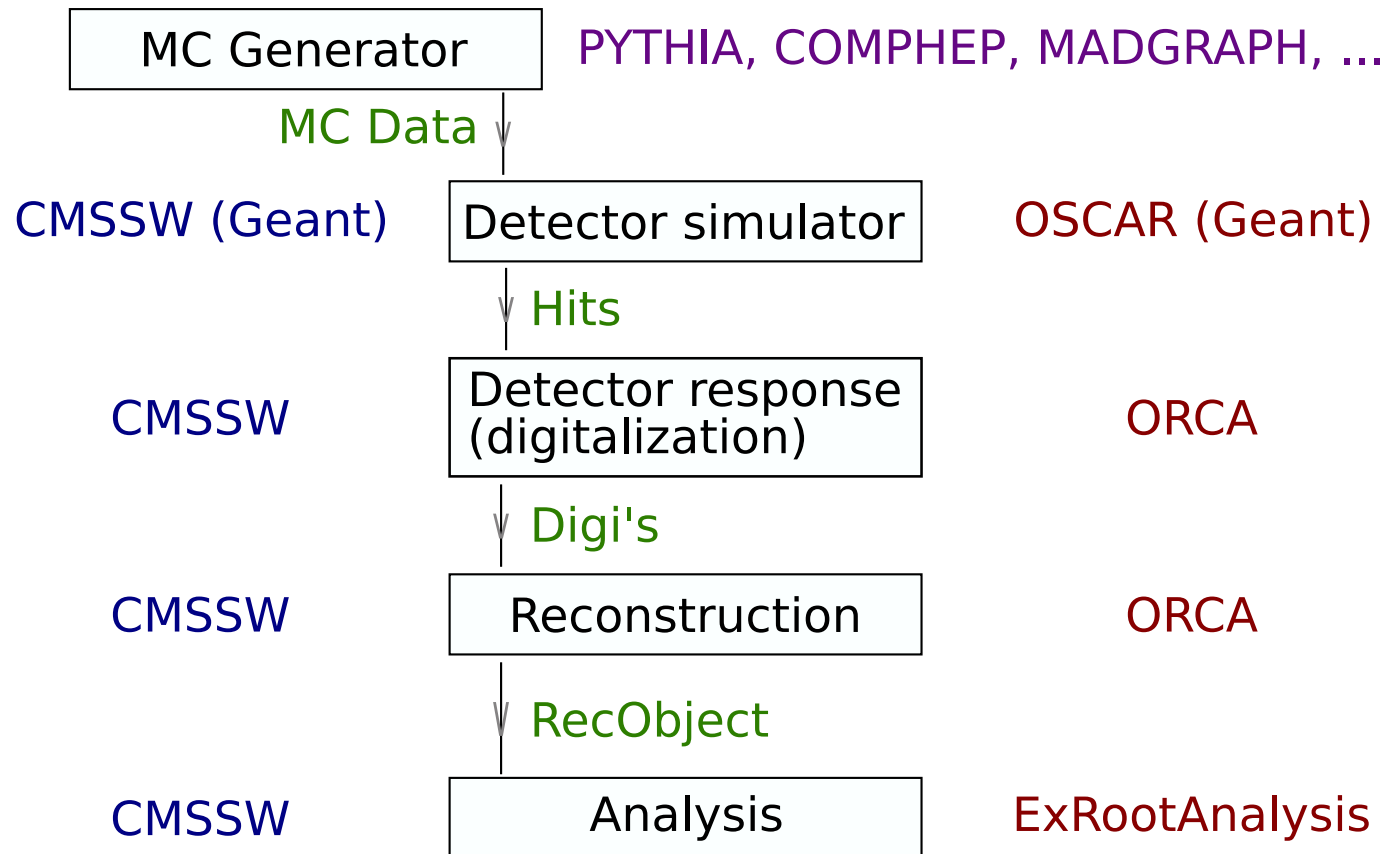 MC Generator
PYTHIA, COMPHEP, MADGRAPH, ...
MC Data
CMSSW (Geant)
Detector simulator
OSCAR (Geant)
Hits
CMSSW
Detector response
(digitalization)
ORCA
Digi's
CMSSW
Reconstruction
ORCA
RecObject
CMSSW
Analysis
ExRootAnalysis